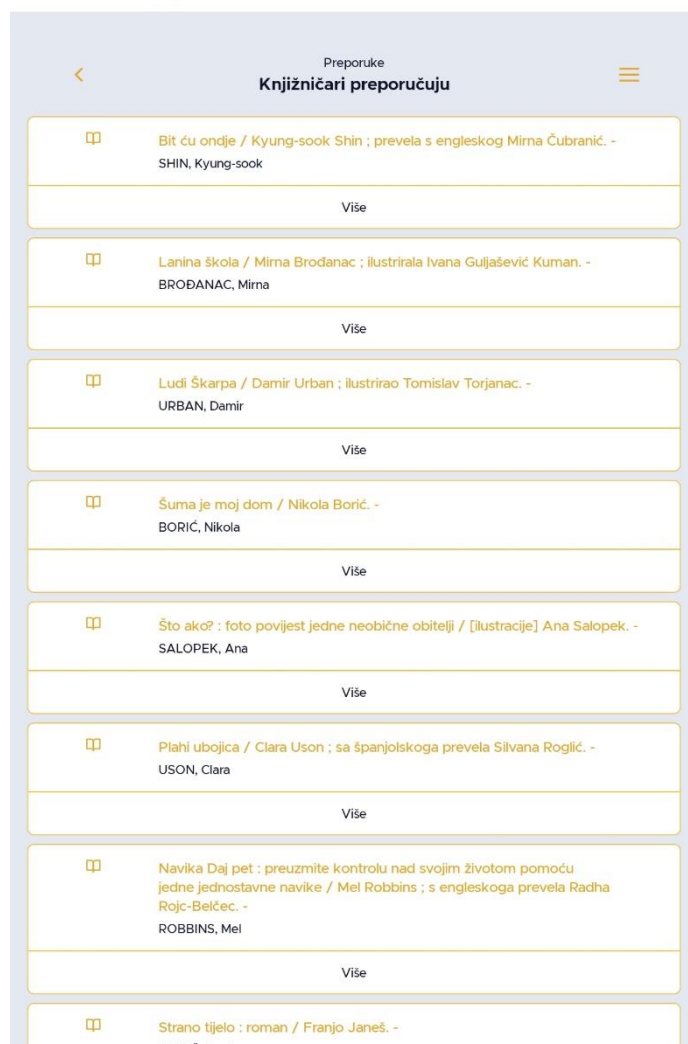 Preporuke
Knjižničari preporučuju
Bit ću ondje / Kyung-sook Shin ; prevela s engleskog Mirna Čubranić. -
SHIN, Kyung-sook
Više
Lanina škola / Mirna Brođanac ; ilustrirala Ivana Guljašević Kuman. -
BROĐANAC, Mirna
Više
Ludi Škarpa / Damir Urban ; ilustrirao Tomislav Torjanac. -
URBAN, Damir
Više
Šuma je moj dom / Nikola Borić. -
BORIĆ, Nikola
Više
Što ako? : foto povijest jedne neobične obitelji / [ilustracije] Ana Salopek. -
SALOPEK, Ana
Više
Plahi ubojica / Clara Uson ; sa španjolskoga prevela Silvana Roglić. -
USON, Clara
Više
Navika Daj pet : preuzmite kontrolu nad svojim životom pomoću
jedne jednostavne navike / Mel Robbins ; s engleskoga prevela Radha
Rojc-Belčec. -
ROBBINS, Mel
Više
Strano tijelo : roman / Franjo Janeš. -